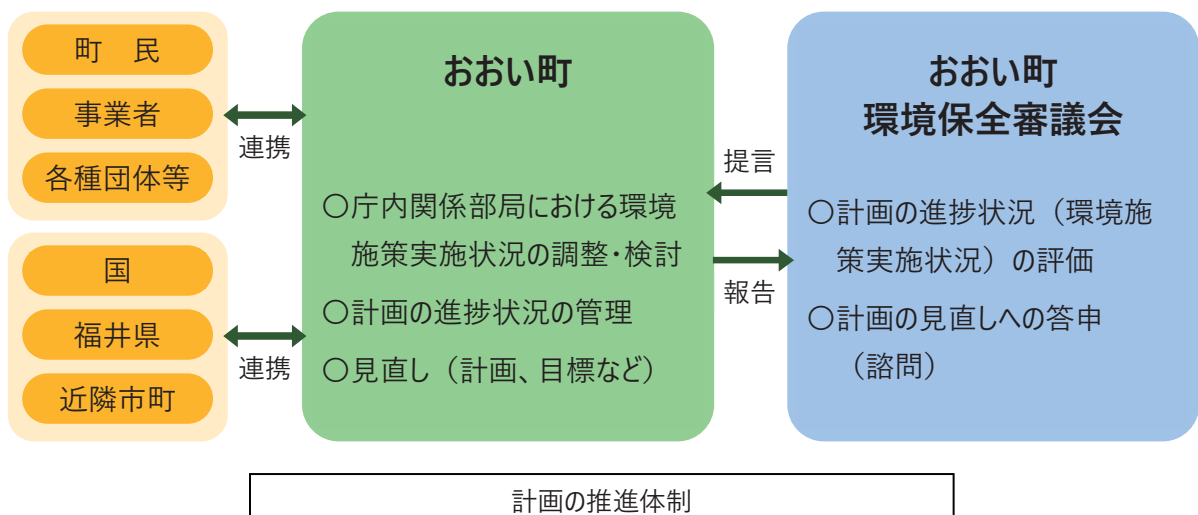 町　民
事業者
各種団体等
連携
国
福井県
近隣市町
連携
おおい町
〇庁内関係部局における環境
施策実施状況の調整・検討
〇計画の進捗状況の管理
〇見直し（計画、目標など）
提言
報告
おおい町
環境保全審議会
〇計画の進捗状況（環境施
策実施状況）の評価
〇計画の見直しへの答申
（諮問）
計画の推進体制